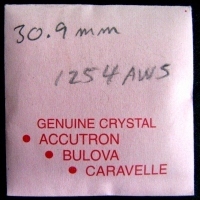 30.9 mm
1254 AWS
GENUINE CRYSTAL
• ACCUTRON
• BULOVA
• CARAVELLE